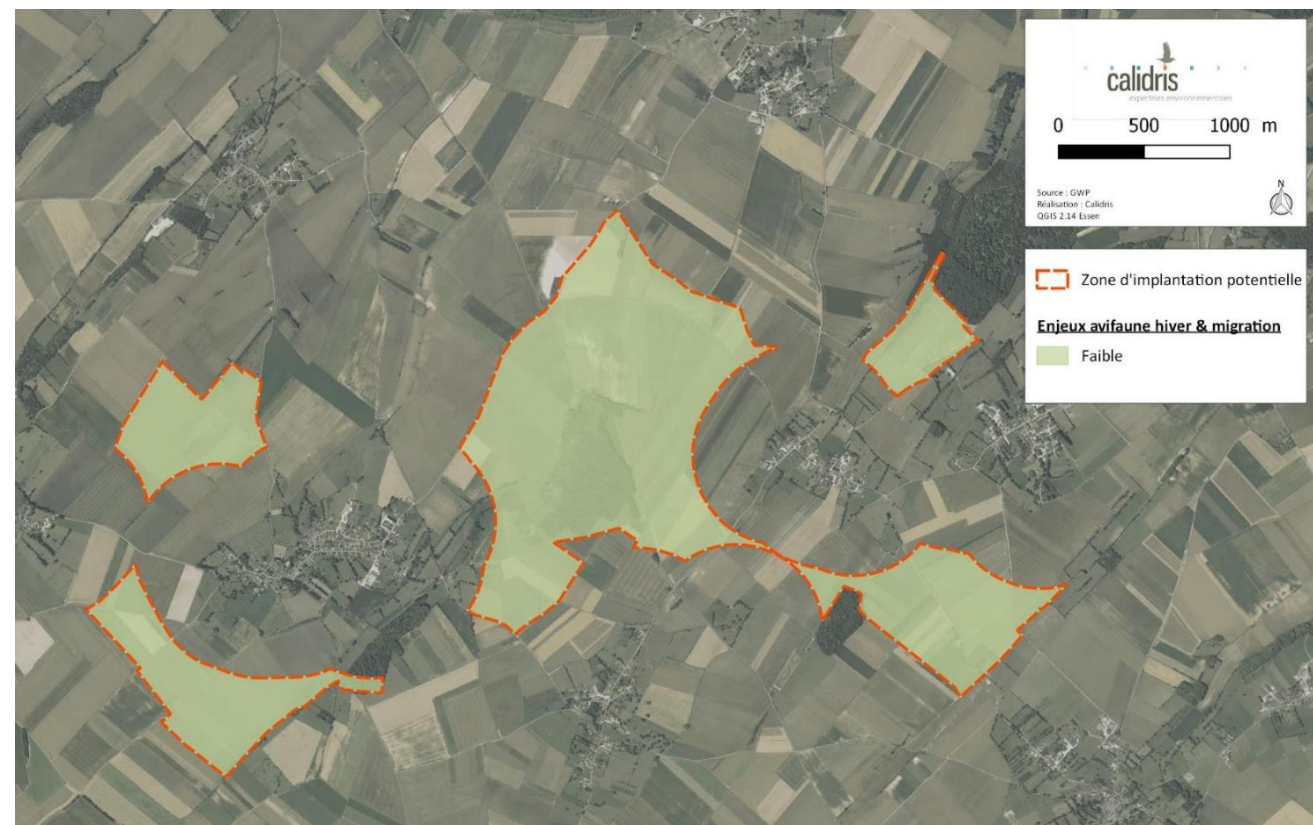 calidris
expertises environnementales
0 500 1000 m
Source : GWP
Réalisation : Calidris
QGIS 2.14 Essen
N
Zone d'implantation potentielle
Enjeux avifaune hiver & migration
Faible